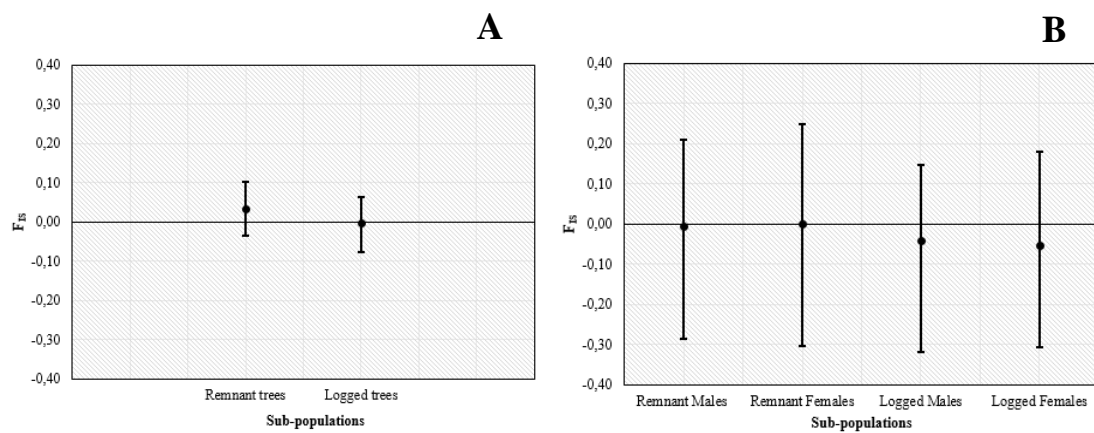 A
0,40
0,30
0,20
0,10
0,00
-0,10
-0,20
-0,30
-0,40
FIS
Remnant trees Logged trees
Sub-populations
B
0,40
0,30
0,20
0,10
0,00
-0,10
-0,20
-0,30
-0,40
FIS
Remnant Males Remnant Females Logged Males Logged Females
Sub-populations